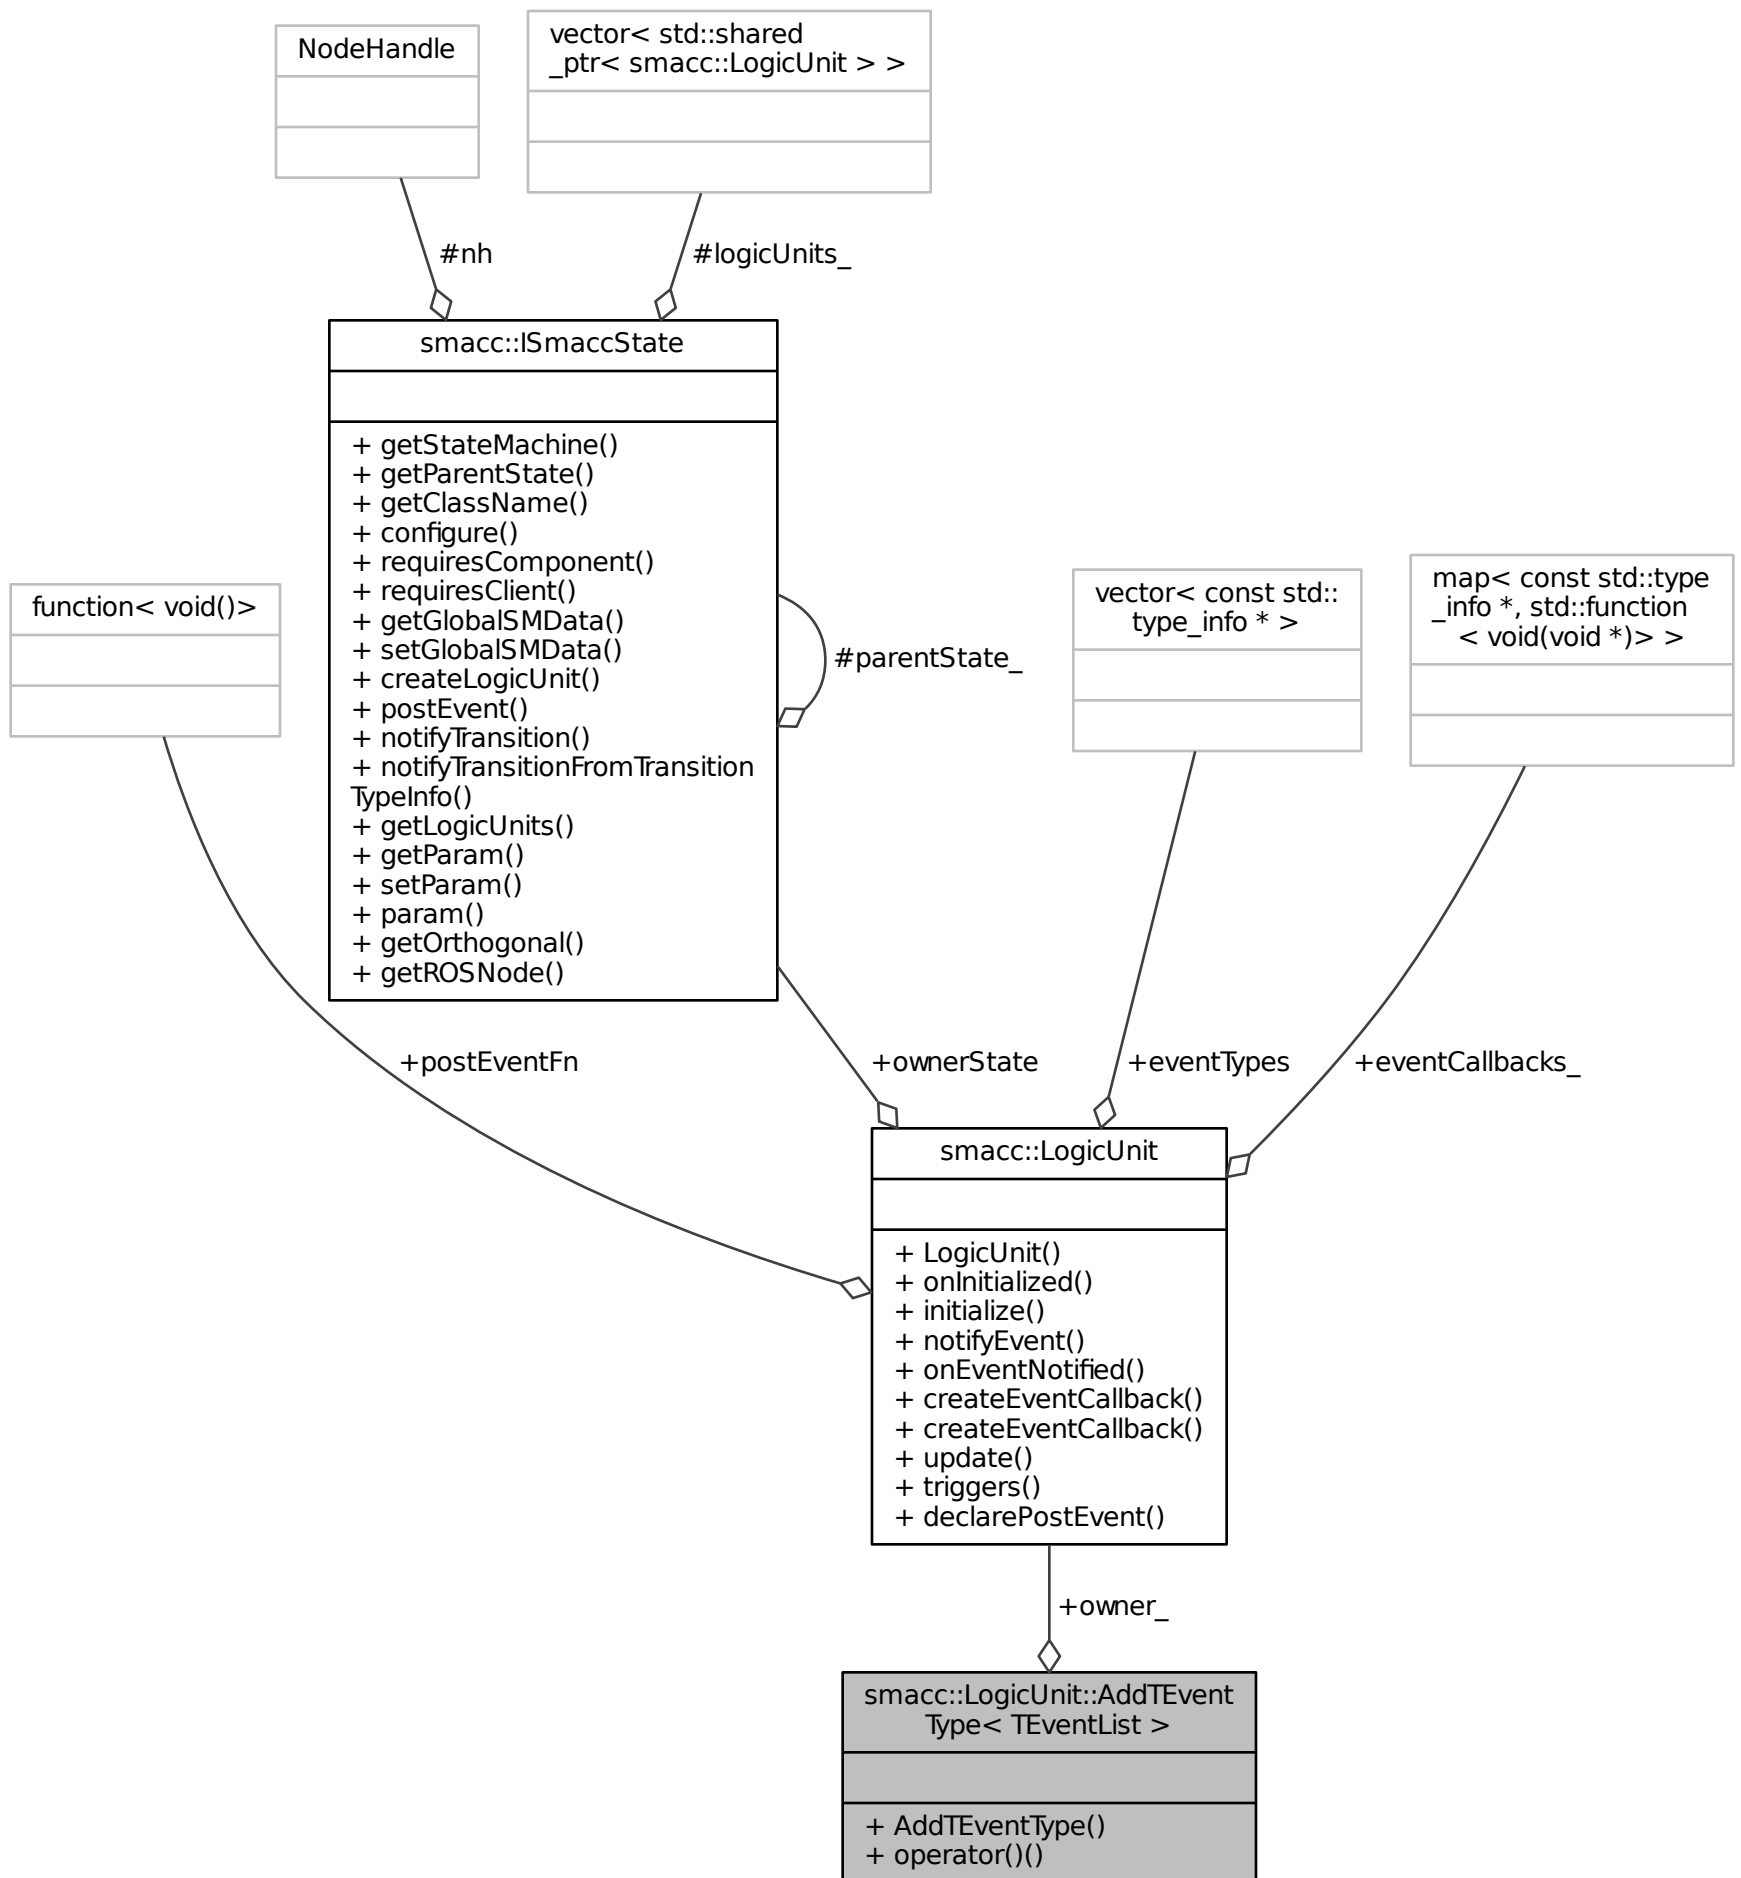 NodeHandle
vector< std::shared
_ptr< smacc::LogicUnit > >
#nh
#logicUnits_
smacc::ISmaccState
+ getStateMachine()
+ getParentState()
+ getClassName()
+ configure()
+ requiresComponent()
+ requiresClient()
+ getGlobalSMData()
+ setGlobalSMData()
+ createLogicUnit()
+ postEvent()
+ notifyTransition()
+ notifyTransitionFromTransition
TypeInfo()
+ getLogicUnits()
+ getParam()
+ setParam()
+ param()
+ getOrthogonal()
+ getROSNode()
#parentState_
function< void()>
vector< const std::
type_info * >
map< const std::type
_info *, std::function
< void(void *)> >
+postEventFn
+ownerState
+eventTypes
+eventCallbacks_
smacc::LogicUnit
+ LogicUnit()
+ onInitialized()
+ initialize()
+ notifyEvent()
+ onEventNotified()
+ createEventCallback()
+ createEventCallback()
+ update()
+ triggers()
+ declarePostEvent()
+owner_
smacc::LogicUnit::AddTEvent
Type< TEventList >
+ AddTEventType()
+ operator()()